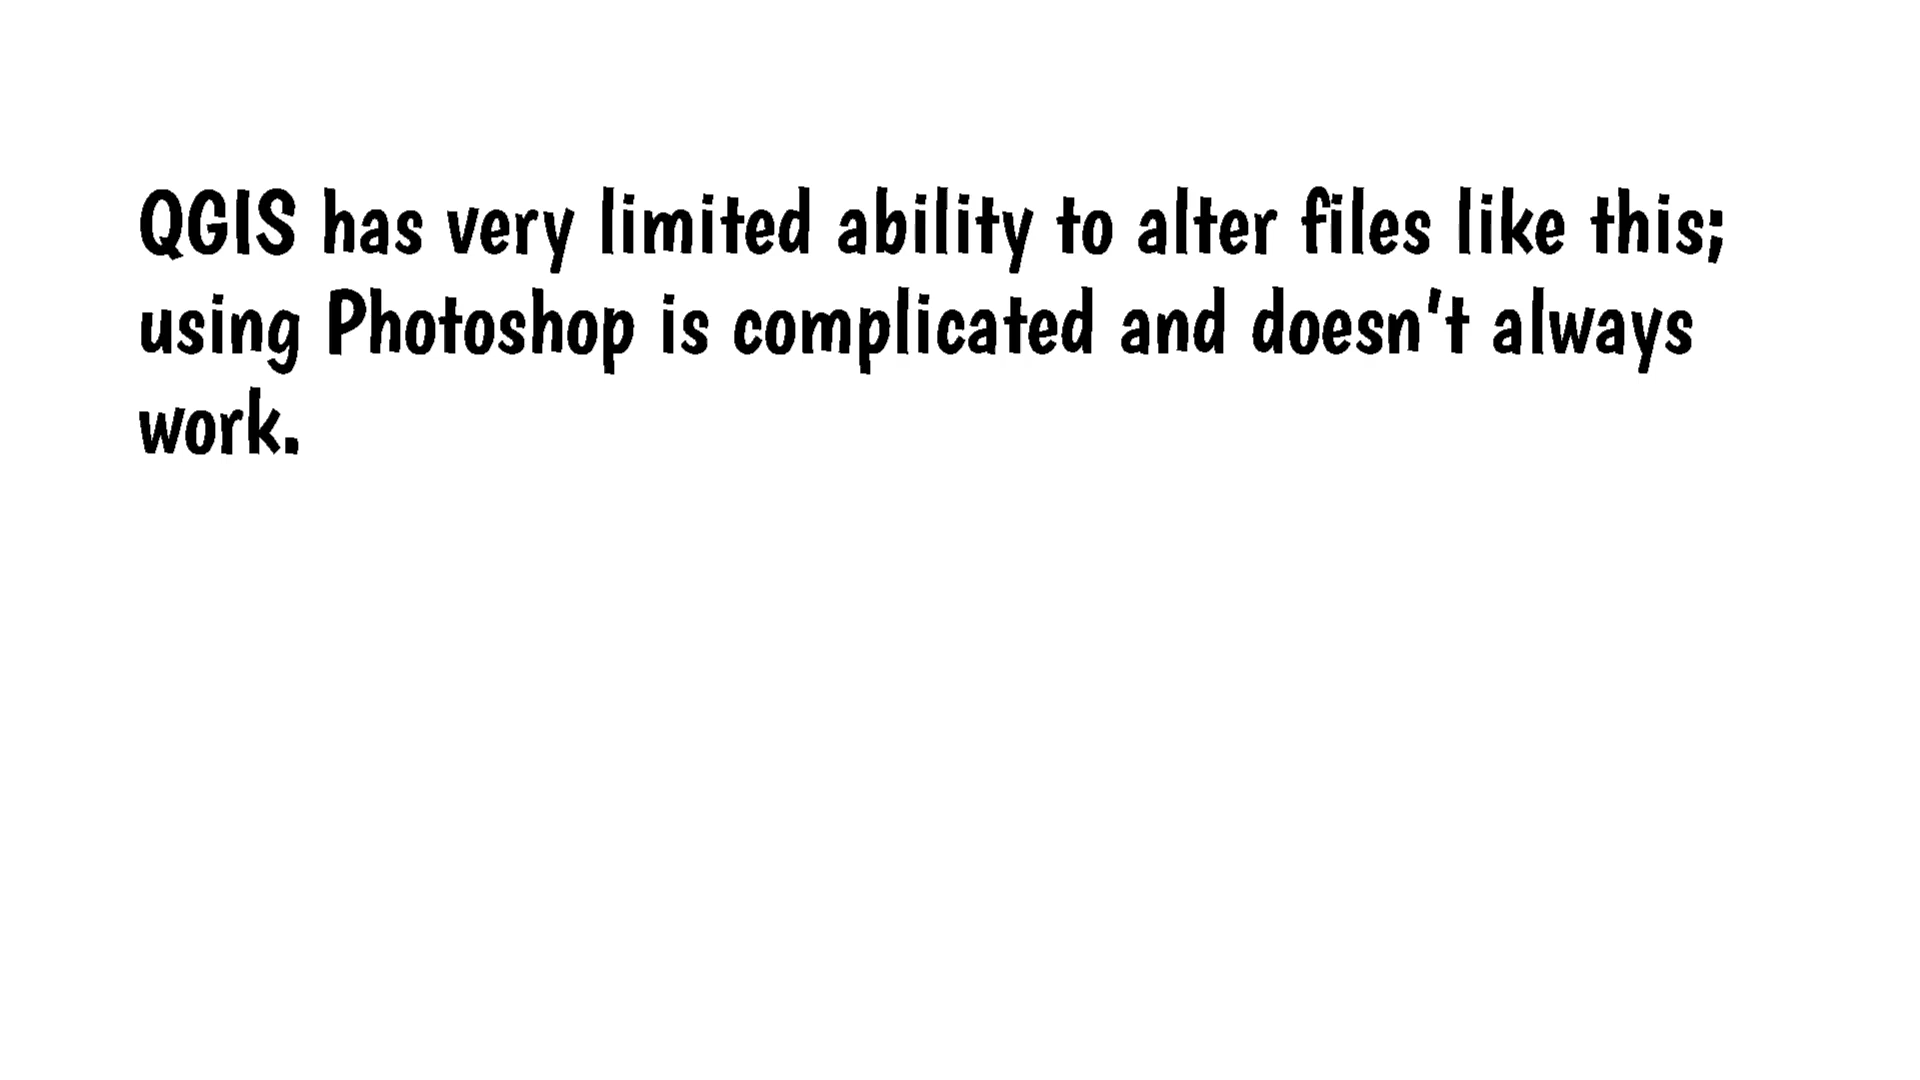 QGIS has very limited ability to alter files like this;
using Photoshop is complicated and doesn't always
work.